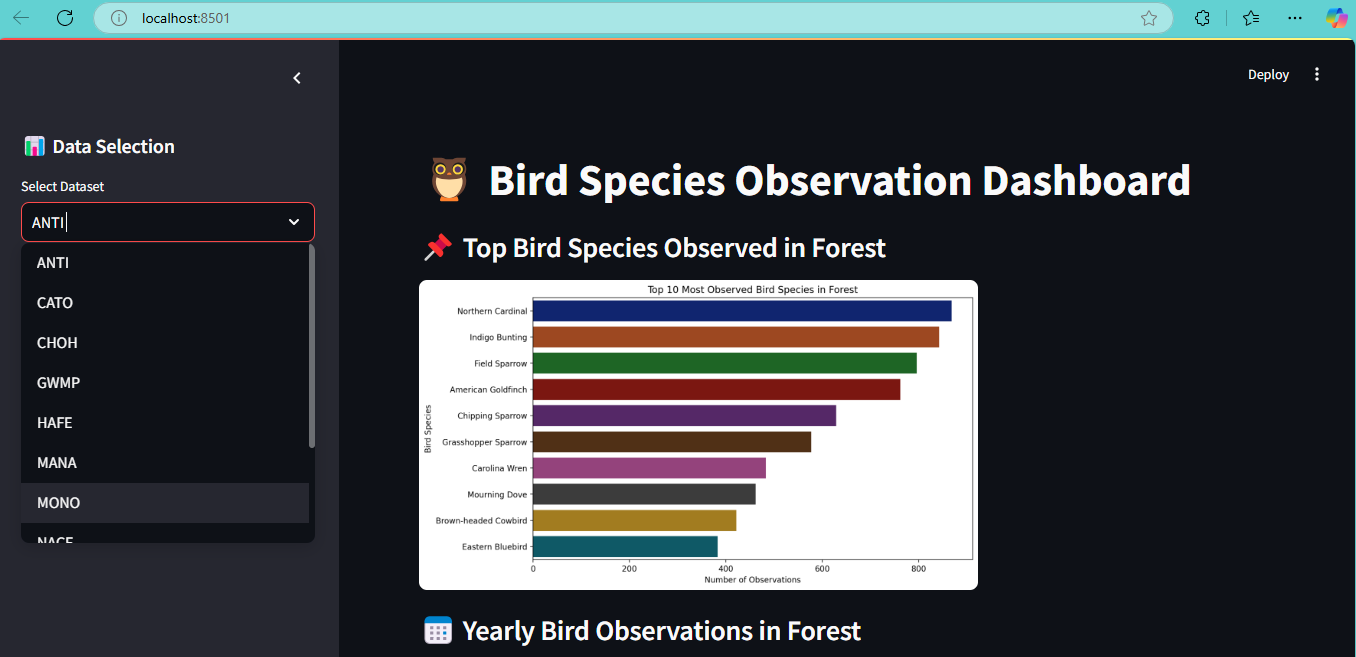 localhost:8501
Deploy
Data Selection
Select Dataset
ANTI
ANTI
CATO
CHOH
GWMP
HAFE
MANA
MONO
NACE
Bird Species Observation Dashboard
Top Bird Species Observed in Forest
Top 10 Most Observed Bird Species in Forest
Bird Species
Northern Cardinal
Indigo Bunting
Field Sparrow
American Goldfinch
Chipping Sparrow
Grasshopper Sparrow
Carolina Wren
Mourning Dove
Brown-headed Cowbird
Eastern Bluebird
0 200 400 600 800
Number of Observations
Yearly Bird Observations in Forest